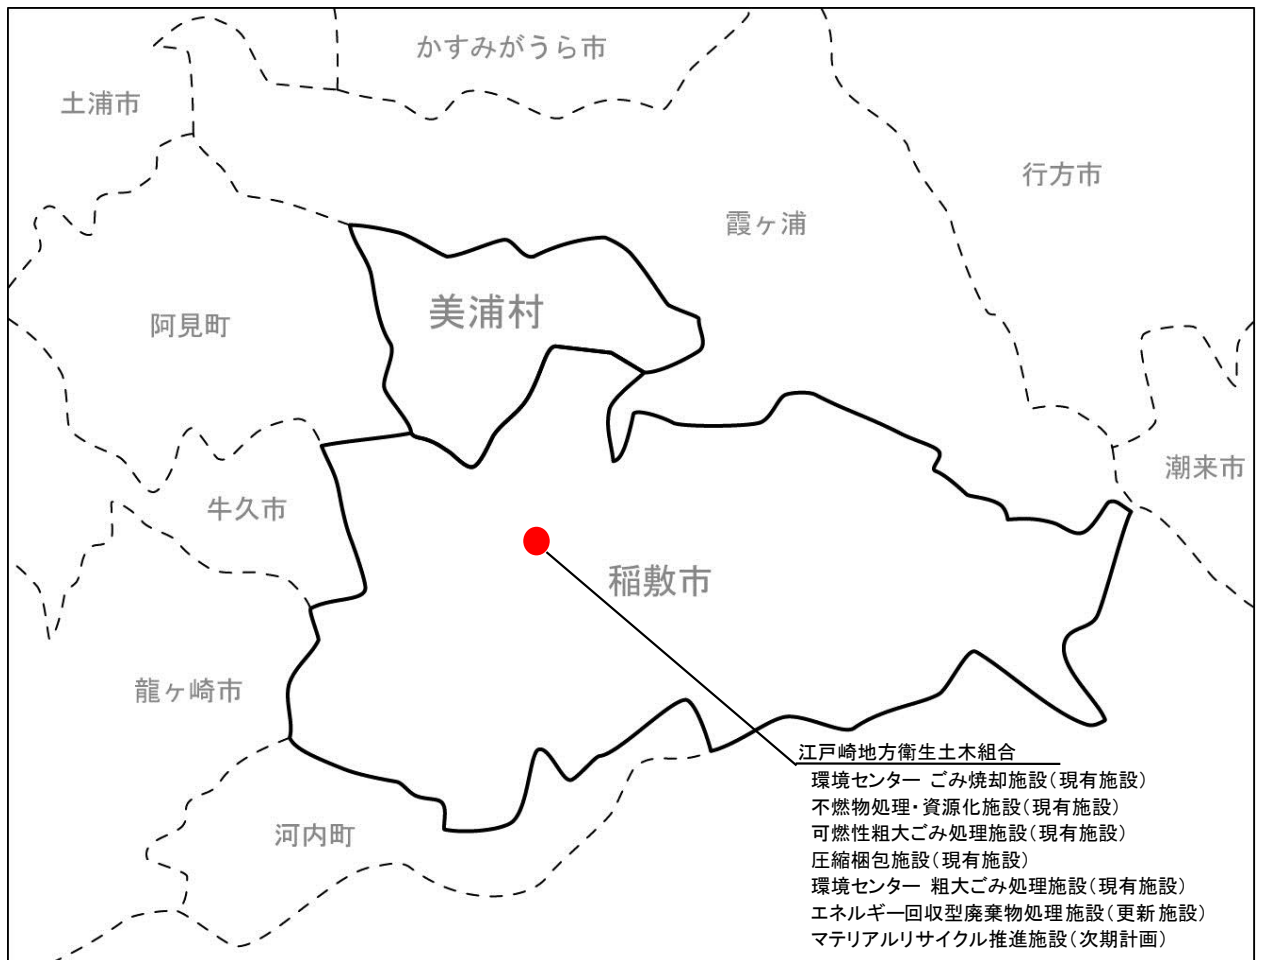 かすみがうら市
土浦市
行方市
霞ヶ浦
美浦村
阿見町
潮来市
牛久市
稲敷市
龍ヶ崎市
河内町
江戸崎地方衛生土木組合
環境センター ごみ焼却施設(現有施設)
不燃物処理・資源化施設(現有施設)
可燃性粗大ごみ処理施設(現有施設)
圧縮梱包施設(現有施設)
環境センター 粗大ごみ処理施設(現有施設)
エネルギー回収型廃棄物処理施設(更新施設)
マテリアルリサイクル推進施設(次期計画)